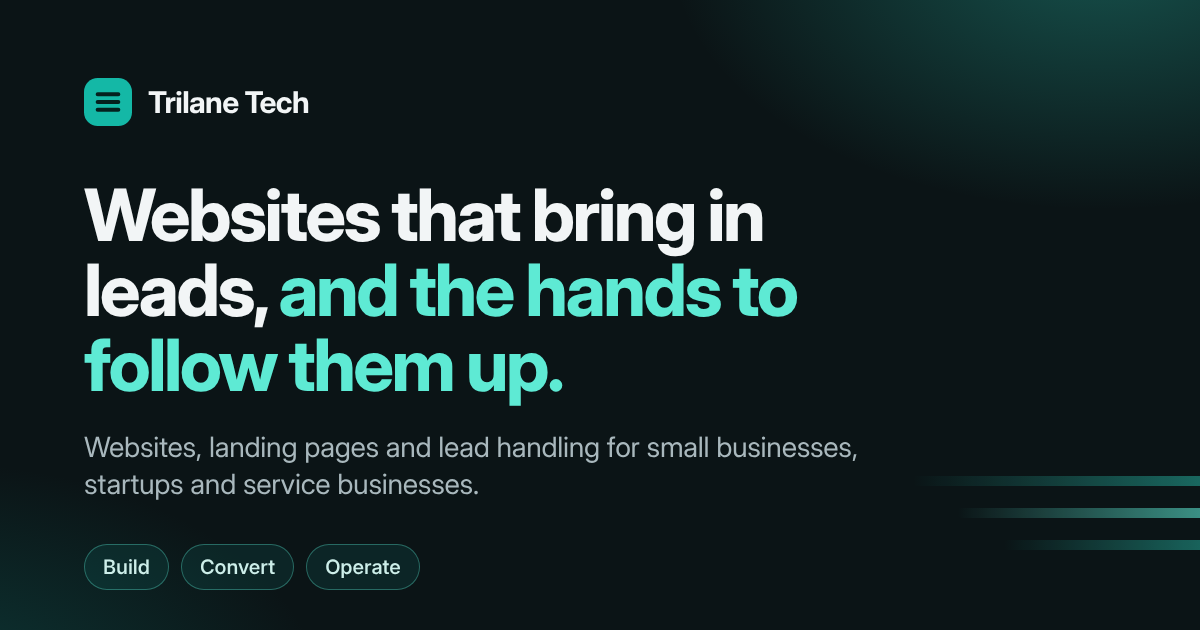 Trilane Tech
Websites that bring in
leads, and the hands to
follow them up.
Websites, landing pages and lead handling for small businesses,
startups and service businesses.
Build Convert Operate